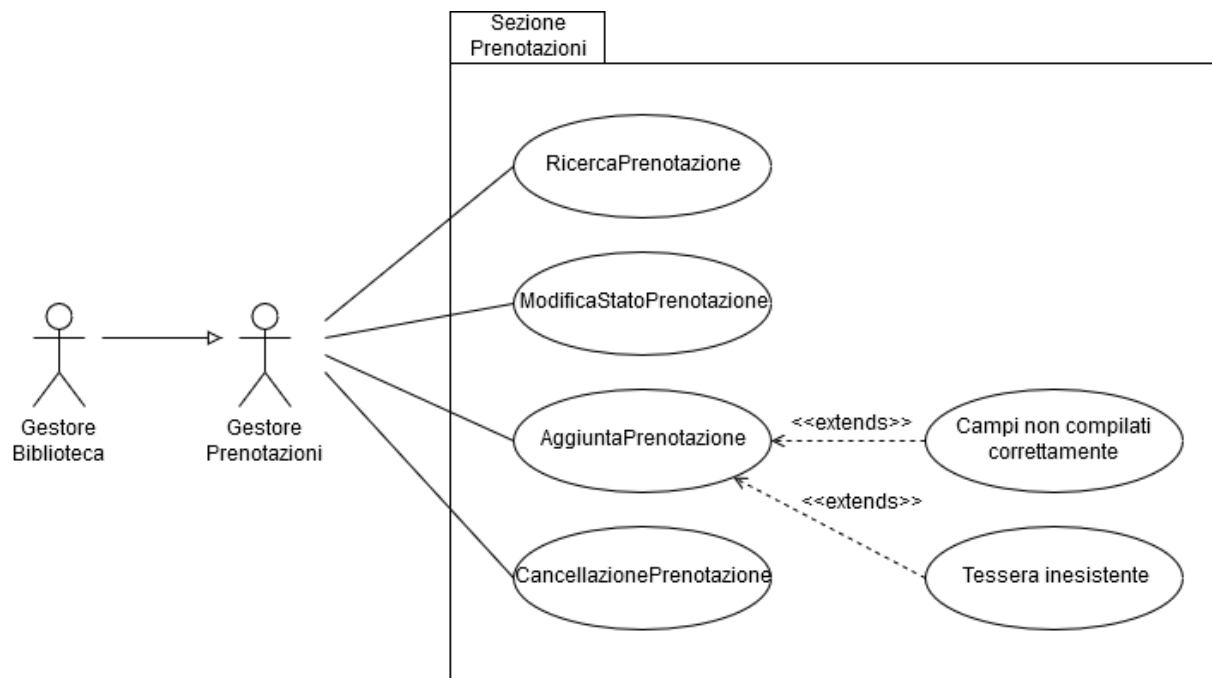 Sezione
Prenotazioni
RicercaPrenotazione
ModificaStatoPrenotazione
Gestore
Biblioteca
Gestore
Prenotazioni
AggiuntaPrenotazione
<<extends>>
Campi non compilati
correttamente
<<extends>>
CancellazionePrenotazione
Tessera inesistente